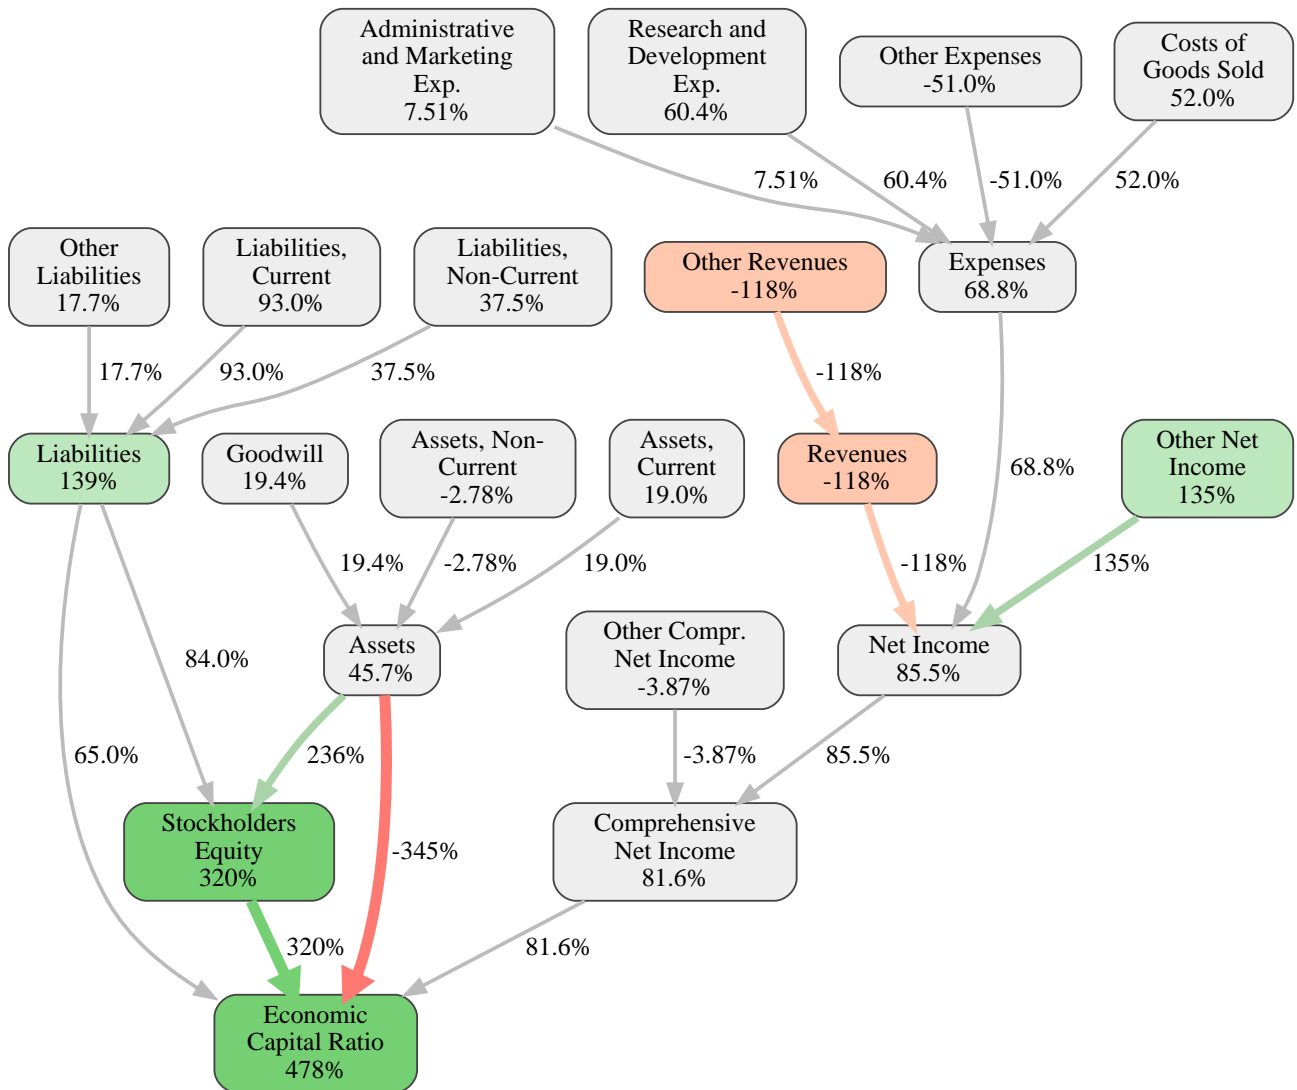 Administrative
and Marketing
Exp.
7.51%
Research and
Development
Exp.
60.4%
Other Expenses
-51.0%
Costs of
Goods Sold
52.0%
7.51%
60.4%
-51.0%
52.0%
Other
Liabilities
17.7%
Liabilities,
Current
93.0%
Liabilities,
Non-Current
37.5%
Other Revenues
-118%
Expenses
68.8%
17.7%
93.0%
37.5%
-118%
Liabilities
139%
Goodwill
19.4%
Assets, Non-
Current
-2.78%
Assets,
Current
19.0%
Revenues
-118%
68.8%
Other Net
Income
135%
19.4%
-2.78%
19.0%
-118%
135%
84.0%
Assets
45.7%
Other Compr.
Net Income
-3.87%
Net Income
85.5%
65.0%
236%
-3.87%
85.5%
Stockholders
Equity
320%
-345%
Comprehensive
Net Income
81.6%
320%
81.6%
Economic
Capital Ratio
478%